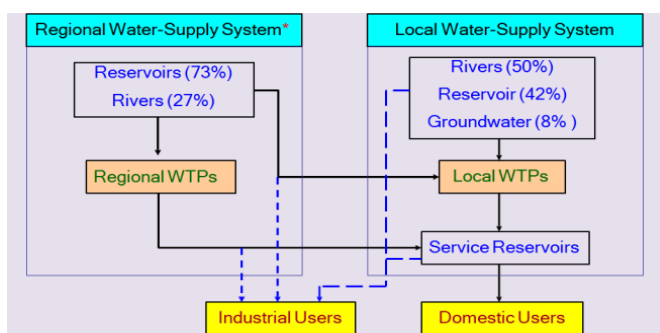 Regional Water-Supply System*
Reservoirs (73%)
Rivers (27%)
Regional WTPs
Local Water-Supply System
Rivers (50%)
Reservoir (42%)
Groundwater (8% )
Local WTPs
Service Reservoirs
Industrial Users
Domestic Users